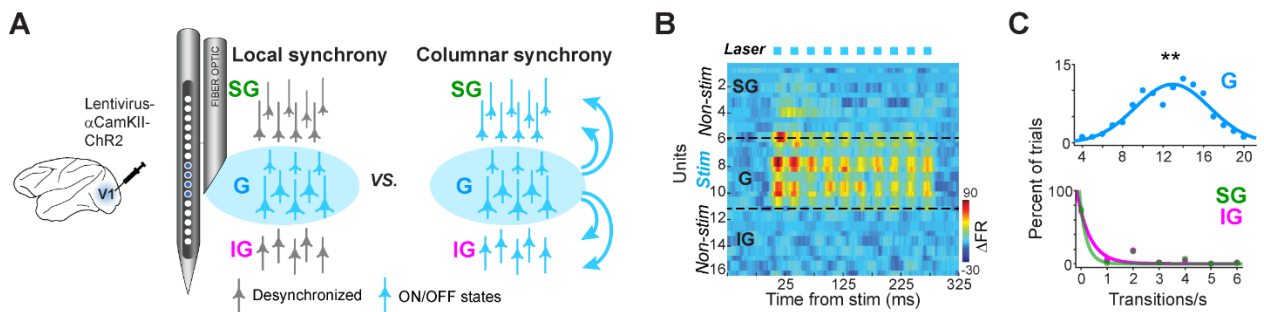 A
Lentivirus-
αCamKII-
ChR2
V1
FIBER OPTIC
Local synchrony
SG
G
IG
VS.
Columnar synchrony
SG
G
IG
Desynchronized
ON/OFF states
B
Laser
Units
Non-stim
Stim
Non-stim
SG
G
IG
2
4
6
8
10
12
14
16
25
125
225
325
Time from stim (ms)
90
ΔFR
-30
C
**
G
Percent of trials
15
0
4
8
12
16
20
SG
IG
100
0
0
1
2
3
4
5
6
Transitions/s